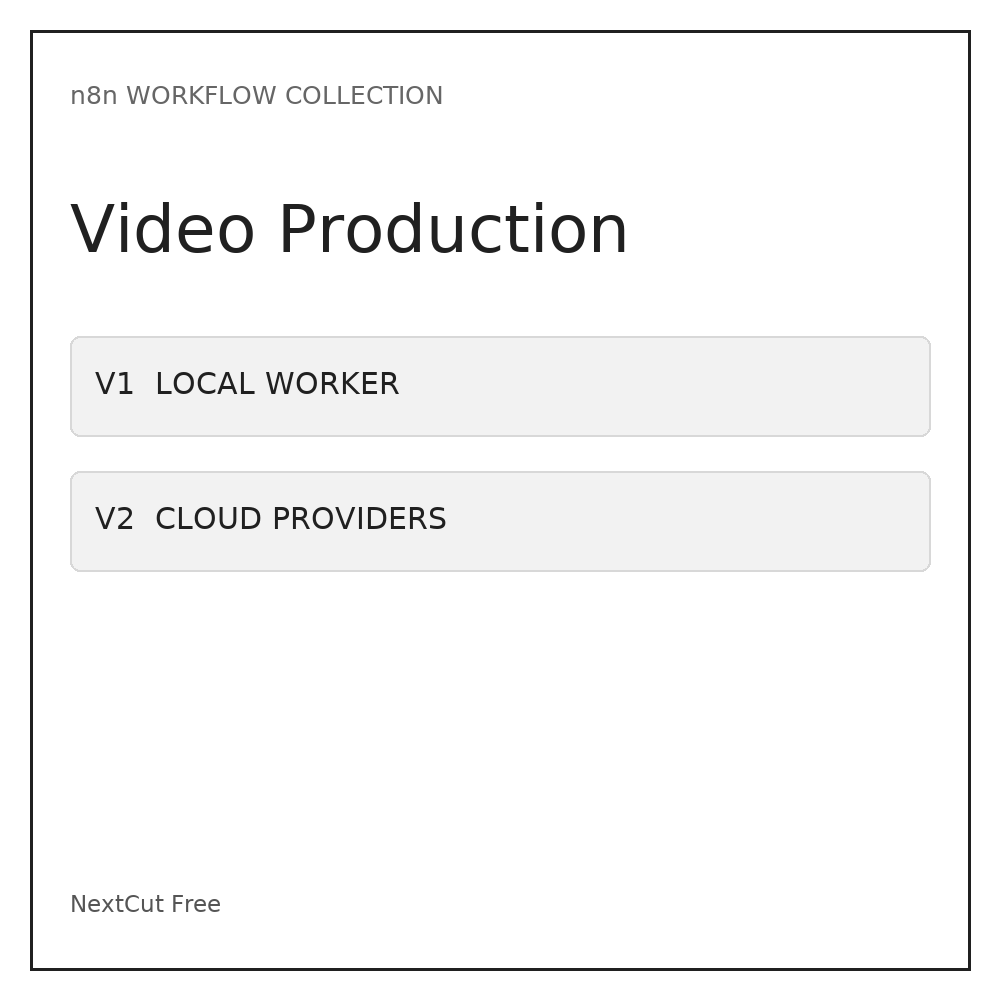 n8n WORKFLOW COLLECTION
Video Production
V1 LOCAL WORKER
V2 CLOUD PROVIDERS
NextCut Free